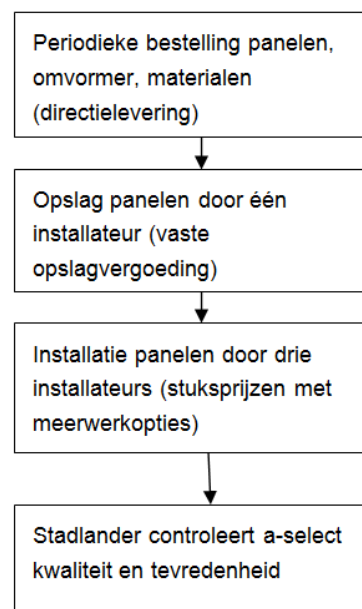 Periodieke bestelling panelen,
omvormer, materialen
(directielevering)
Opslag panelen door één
installateur (vaste
opslagvergoeding)
Installatie panelen door drie
installateurs (stuksprijzen met
meerwerkopties)
Stadlander controleert a-select
kwaliteit en tevredenheid